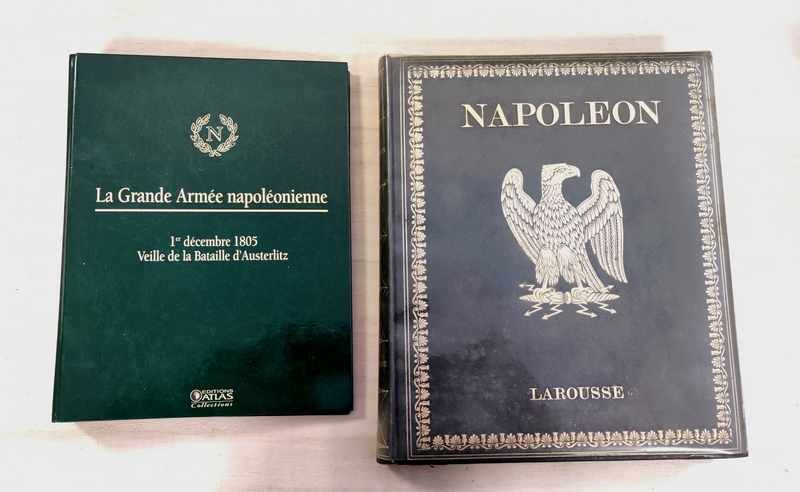 N
La Grande Armée napoléonienne
1er décembre 1805
Veille de la Bataille d'Austerlitz
EDITIONS
ATLAS
Collections
NAPOLEON
LAROUSSE